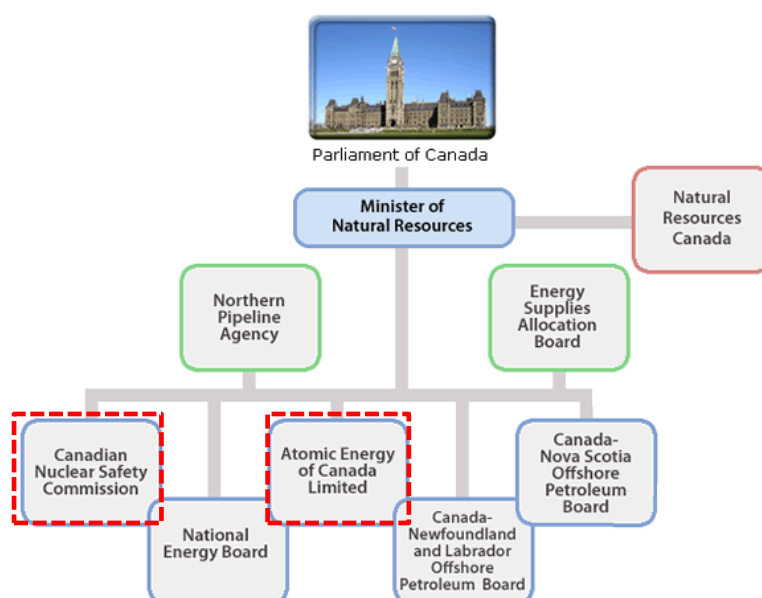 Parliament of Canada
Minister of
Natural Resources
Natural
Resources
Canada
Northern
Pipeline
Agency
Energy
Supplies
Allocation
Board
Canadian
Nuclear Safety
Commission
National
Energy Board
Atomic Energy
of Canada
Limited
Canada-
Newfoundland
and Labrador
Offshore
Petroleum Board
Canada-
Nova Scotia
Offshore
Petroleum
Board